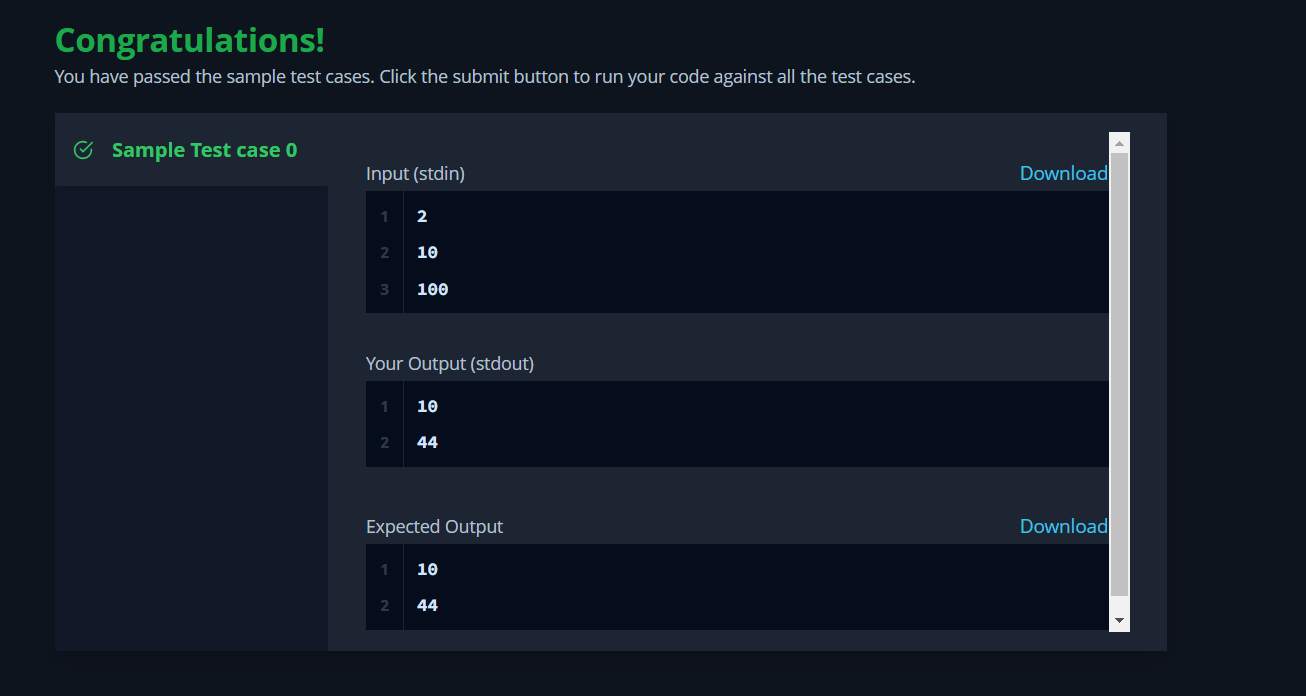 Congratulations!
You have passed the sample test cases. Click the submit button to run your code against all the test cases.
Sample Test case 0
Input (stdin)
Download
1 2
2 10
3 100
Your Output (stdout)
1 10
2 44
Expected Output
Download
1 10
2 44